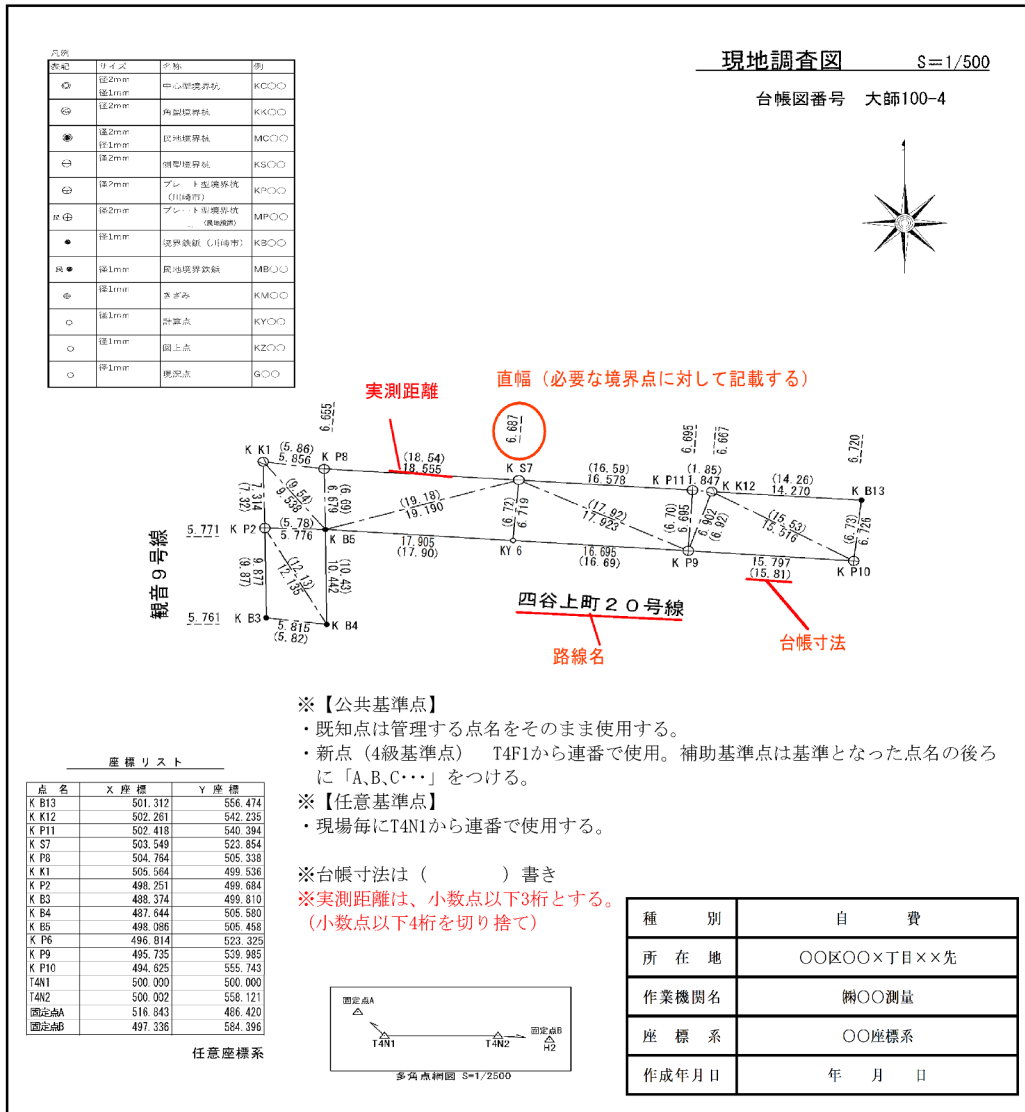 現地調査図 S=1/500
台帳図番号 大師100-4
凡例
表記 サイズ 名称 例
径2mm 径1mm 中心型境界杭 KC〇〇
径2mm 角型境界杭 KK〇〇
径2mm 径1mm 民地境界杭 MC〇〇
径2mm 側型境界杭 KS〇〇
径2mm プレート型境界杭(川崎市) KP〇〇
民 径2mm プレート型境界杭 MP〇〇
径1mm 境界鉄鋲(川崎市) KB〇〇
民 径1mm 民地境界鉄鋲 MB〇〇
径1mm きざみ KM〇〇
径1mm 計算点 KY〇〇
径1mm 図上点 KZ〇〇
径1mm 現況点 G〇〇
実測距離
直幅(必要な境界点に対して記載する)
6.655
6.687
6.695
6.667
6.720
K K1
(5.86)
5.856
K P8
(18.54)
18.555
K S7
(16.59)
16.578
K P11
(1.85)
1.847
K K12
(14.26)
14.270
K B13
7.314
(7.32)
(9.54)
9.538
6.679
(6.69)
(19.18)
19.190
(6.72)
6.719
(17.92)
17.923
(6.70)
6.695
6.902
(6.92)
(15.53)
15.516
(6.73)
6.726
5.771
K P2
(5.78)
5.776
K B5
17.905
(17.90)
KY 6
16.695
(16.69)
K P9
15.797
(15.81)
K P10
観音9号線
9.877
(9.87)
(12.13)
12.135
(10.43)
10.442
5.761
K B3
5.815
(5.82)
K B4
四谷上町20号線
路線名
台帳寸法
※【公共基準点】
・既知点は管理する点名をそのまま使用する。
・新点(4級基準点) T4F1から連番で使用。補助基準点は基準となった点名の後ろ
に「A,B,C・・・」をつける。
※【任意基準点】
・現場毎にT4N1から連番で使用する。
※台帳寸法は( )書き
※実測距離は、小数点以下3桁とする。
(小数点以下4桁を切り捨て)
座標リスト
点名 X座標 Y座標
K B13 501.312 556.474
K K12 502.261 542.235
K P11 502.418 540.394
K S7 503.549 523.854
K P8 504.764 505.338
K K1 505.564 499.536
K P2 498.251 499.684
K B3 488.374 499.810
K B4 487.644 505.580
K B5 498.086 505.458
K P6 496.814 523.325
K P9 495.735 539.985
K P10 494.625 555.743
T4N1 500.000 500.000
T4N2 500.002 558.121
固定点A 516.843 486.420
固定点B 497.336 584.396
任意座標系
固定点A
T4N1
T4N2
固定点B
H2
多角点網図 S=1/2500
種別 自費
所在地 〇〇区〇〇×丁目××先
作業機関名 ㈱〇〇測量
座標系 〇〇座標系
作成年月日 年 月 日